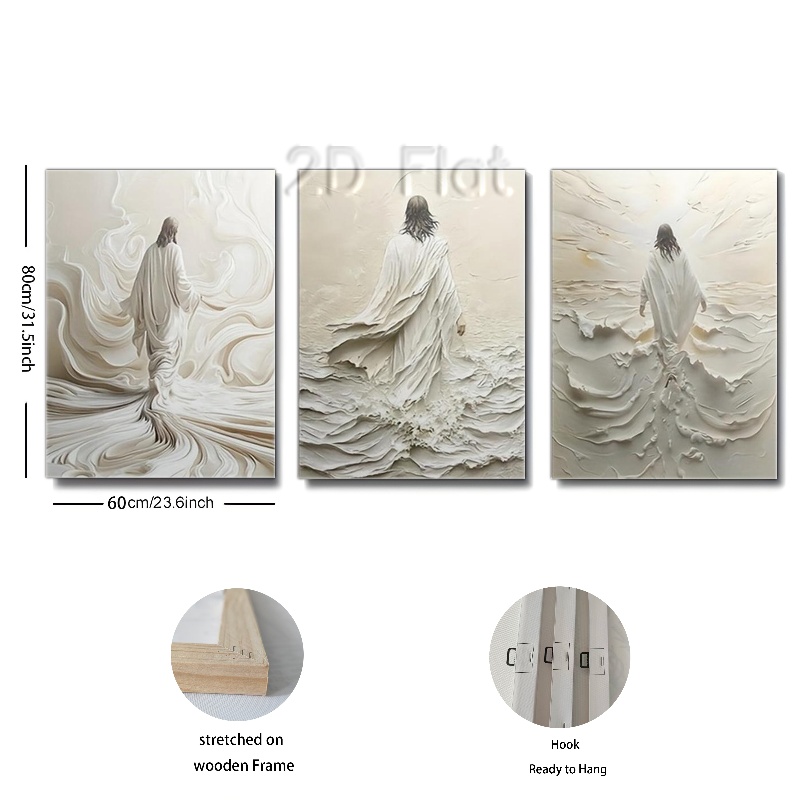 2D Flat
80cm/31.5inch
60cm/23.6inch
stretched on
wooden Frame
Hook
Ready to Hang